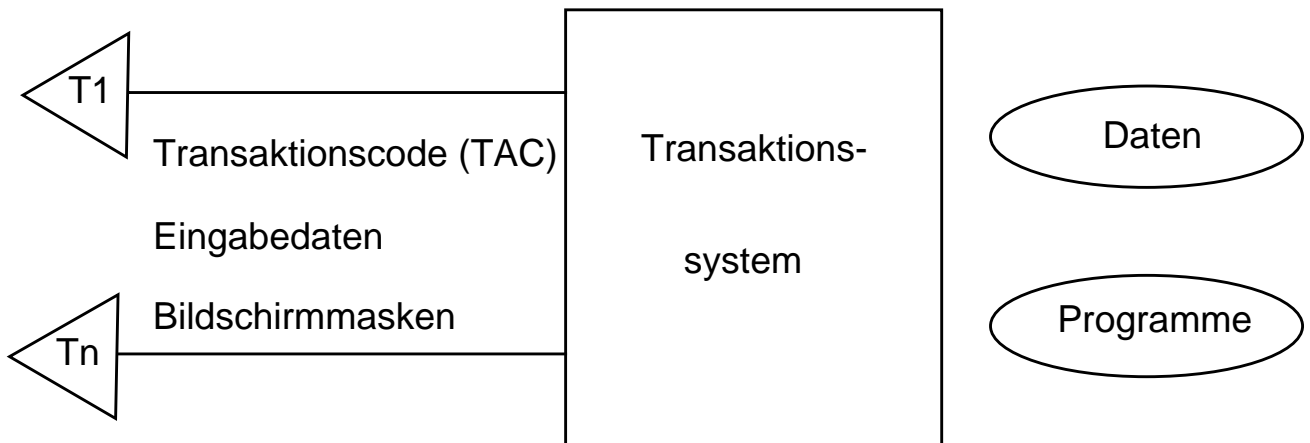 T1
Transaktionscode (TAC)
Eingabedaten
Bildschirmmasken
Tn
Transaktions-
system
Daten
Programme